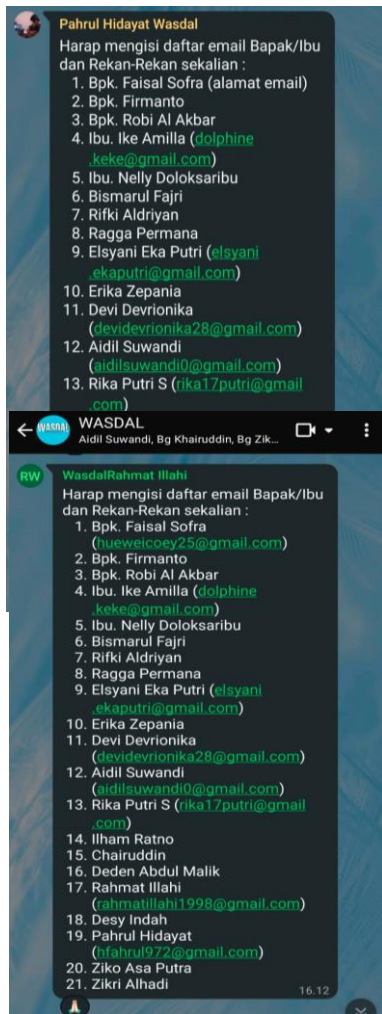 Pahrul Hidayat Wasdal
Harap mengisi daftar email Bapak/Ibu
dan Rekan-Rekan sekalian :
1. Bpk. Faisal Sofra (alamat email)
2. Bpk. Firmanto
3. Bpk. Robi Al Akbar
4. Ibu. Ike Amilla (dolphine
.keke@gmail.com)
5. Ibu. Nelly Doloksaribu
6. Bismarul Fajri
7. Rifki Aldriyan
8. Ragga Permana
9. Elsyani Eka Putri (elsyani
.ekaputri@gmail.com)
10. Erika Zepania
11. Devi Devrionika
(devidevrionika28@gmail.com)
12. Aidil Suwandi
(aidilsuwandi0@gmail.com)
13. Rika Putri S (rika17putri@gmail
.com)
WASDAL
WASDAL
Aidil Suwandi, Bg Khairuddin, Bg Zik...
RW
WasdalRahmat Illahi
Harap mengisi daftar email Bapak/Ibu
dan Rekan-Rekan sekalian :
1. Bpk. Faisal Sofra
(hueweicoey25@gmail.com)
2. Bpk. Firmanto
3. Bpk. Robi Al Akbar
4. Ibu. Ike Amilla (dolphine
.keke@gmail.com)
5. Ibu. Nelly Doloksaribu
6. Bismarul Fajri
7. Rifki Aldriyan
8. Ragga Permana
9. Elsyani Eka Putri (elsyani
.ekaputri@gmail.com)
10. Erika Zepania
11. Devi Devrionika
(devidevrionika28@gmail.com)
12. Aidil Suwandi
(aidilsuwandi0@gmail.com)
13. Rika Putri S (rika17putri@gmail
.com)
14. Ilham Ratno
15. Chairuddin
16. Deden Abdul Malik
17. Rahmat Illahi
(rahmatillahi1998@gmail.com)
18. Desy Indah
19. Pahrul Hidayat
(hfahrul972@gmail.com)
20. Ziko Asa Putra
21. Zikri Alhadi
16.12